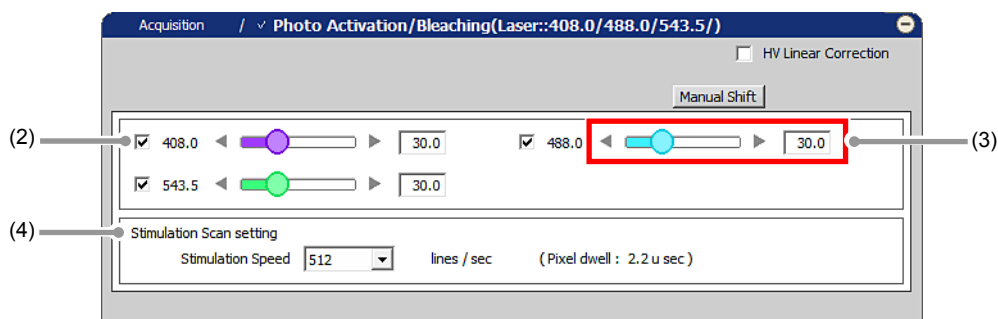 Acquisition / ✓ Photo Activation/Bleaching(Laser::408.0/488.0/543.5/)
HV Linear Correction
Manual Shift
(2) 408.0 30.0 488.0 30.0 (3)
543.5 30.0
(4) Stimulation Scan setting
Stimulation Speed 512 lines / sec ( Pixel dwell : 2.2 u sec )